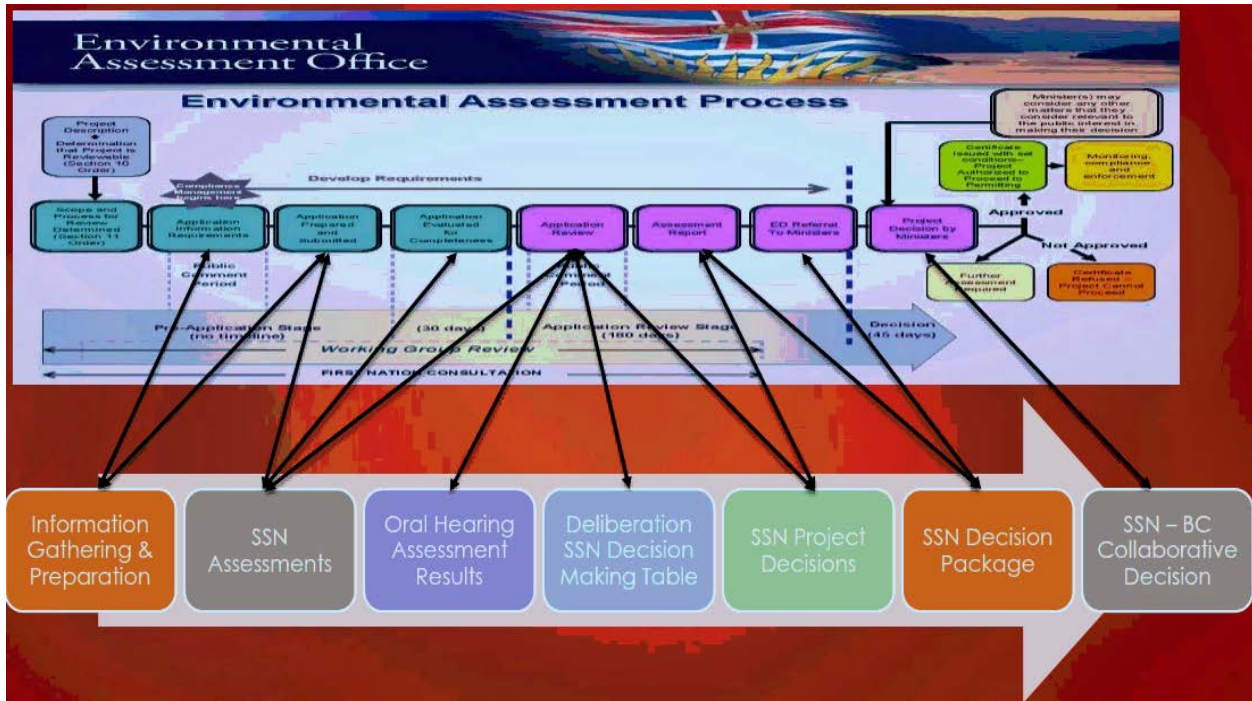 Environmental
Assessment Office
Environmental Assessment Process
Project
Description
Determination
that Project is
Reviewable
(Section 10
Order)
Compliance
Management
begins here
Develop Requirements
Minister(s) may
consider any other
matters that they
consider relevant to
the public interest in
making their decision
Certificate
issued with set
conditions–
Project
Authorized to
Proceed to
Permitting
Monitoring,
compliance
and
enforcement
Scope and
Process for
Review
Determined
(Section 11
Order)
Application
Information
Requirements
Application
Prepared
and
Submitted
Application
Evaluated
for
Completeness
Application
Review
Assessment
Report
ED Referral
To Ministers
Project
Decision by
Ministers
Approved
Not Approved
Further
Assessment
Required
Certificate
Refused –
Project Cannot
Proceed
Public
Comment
Period
Public
Comment
Period
Pre-Application Stage
(no timeline)
(30 days)
Application Review Stage
(180 days)
Decision
(45 days)
Working Group Review
FIRST NATION CONSULTATION
Information
Gathering &
Preparation
SSN
Assessments
Oral Hearing
Assessment
Results
Deliberation
SSN Decision
Making Table
SSN Project
Decisions
SSN Decision
Package
SSN – BC
Collaborative
Decision